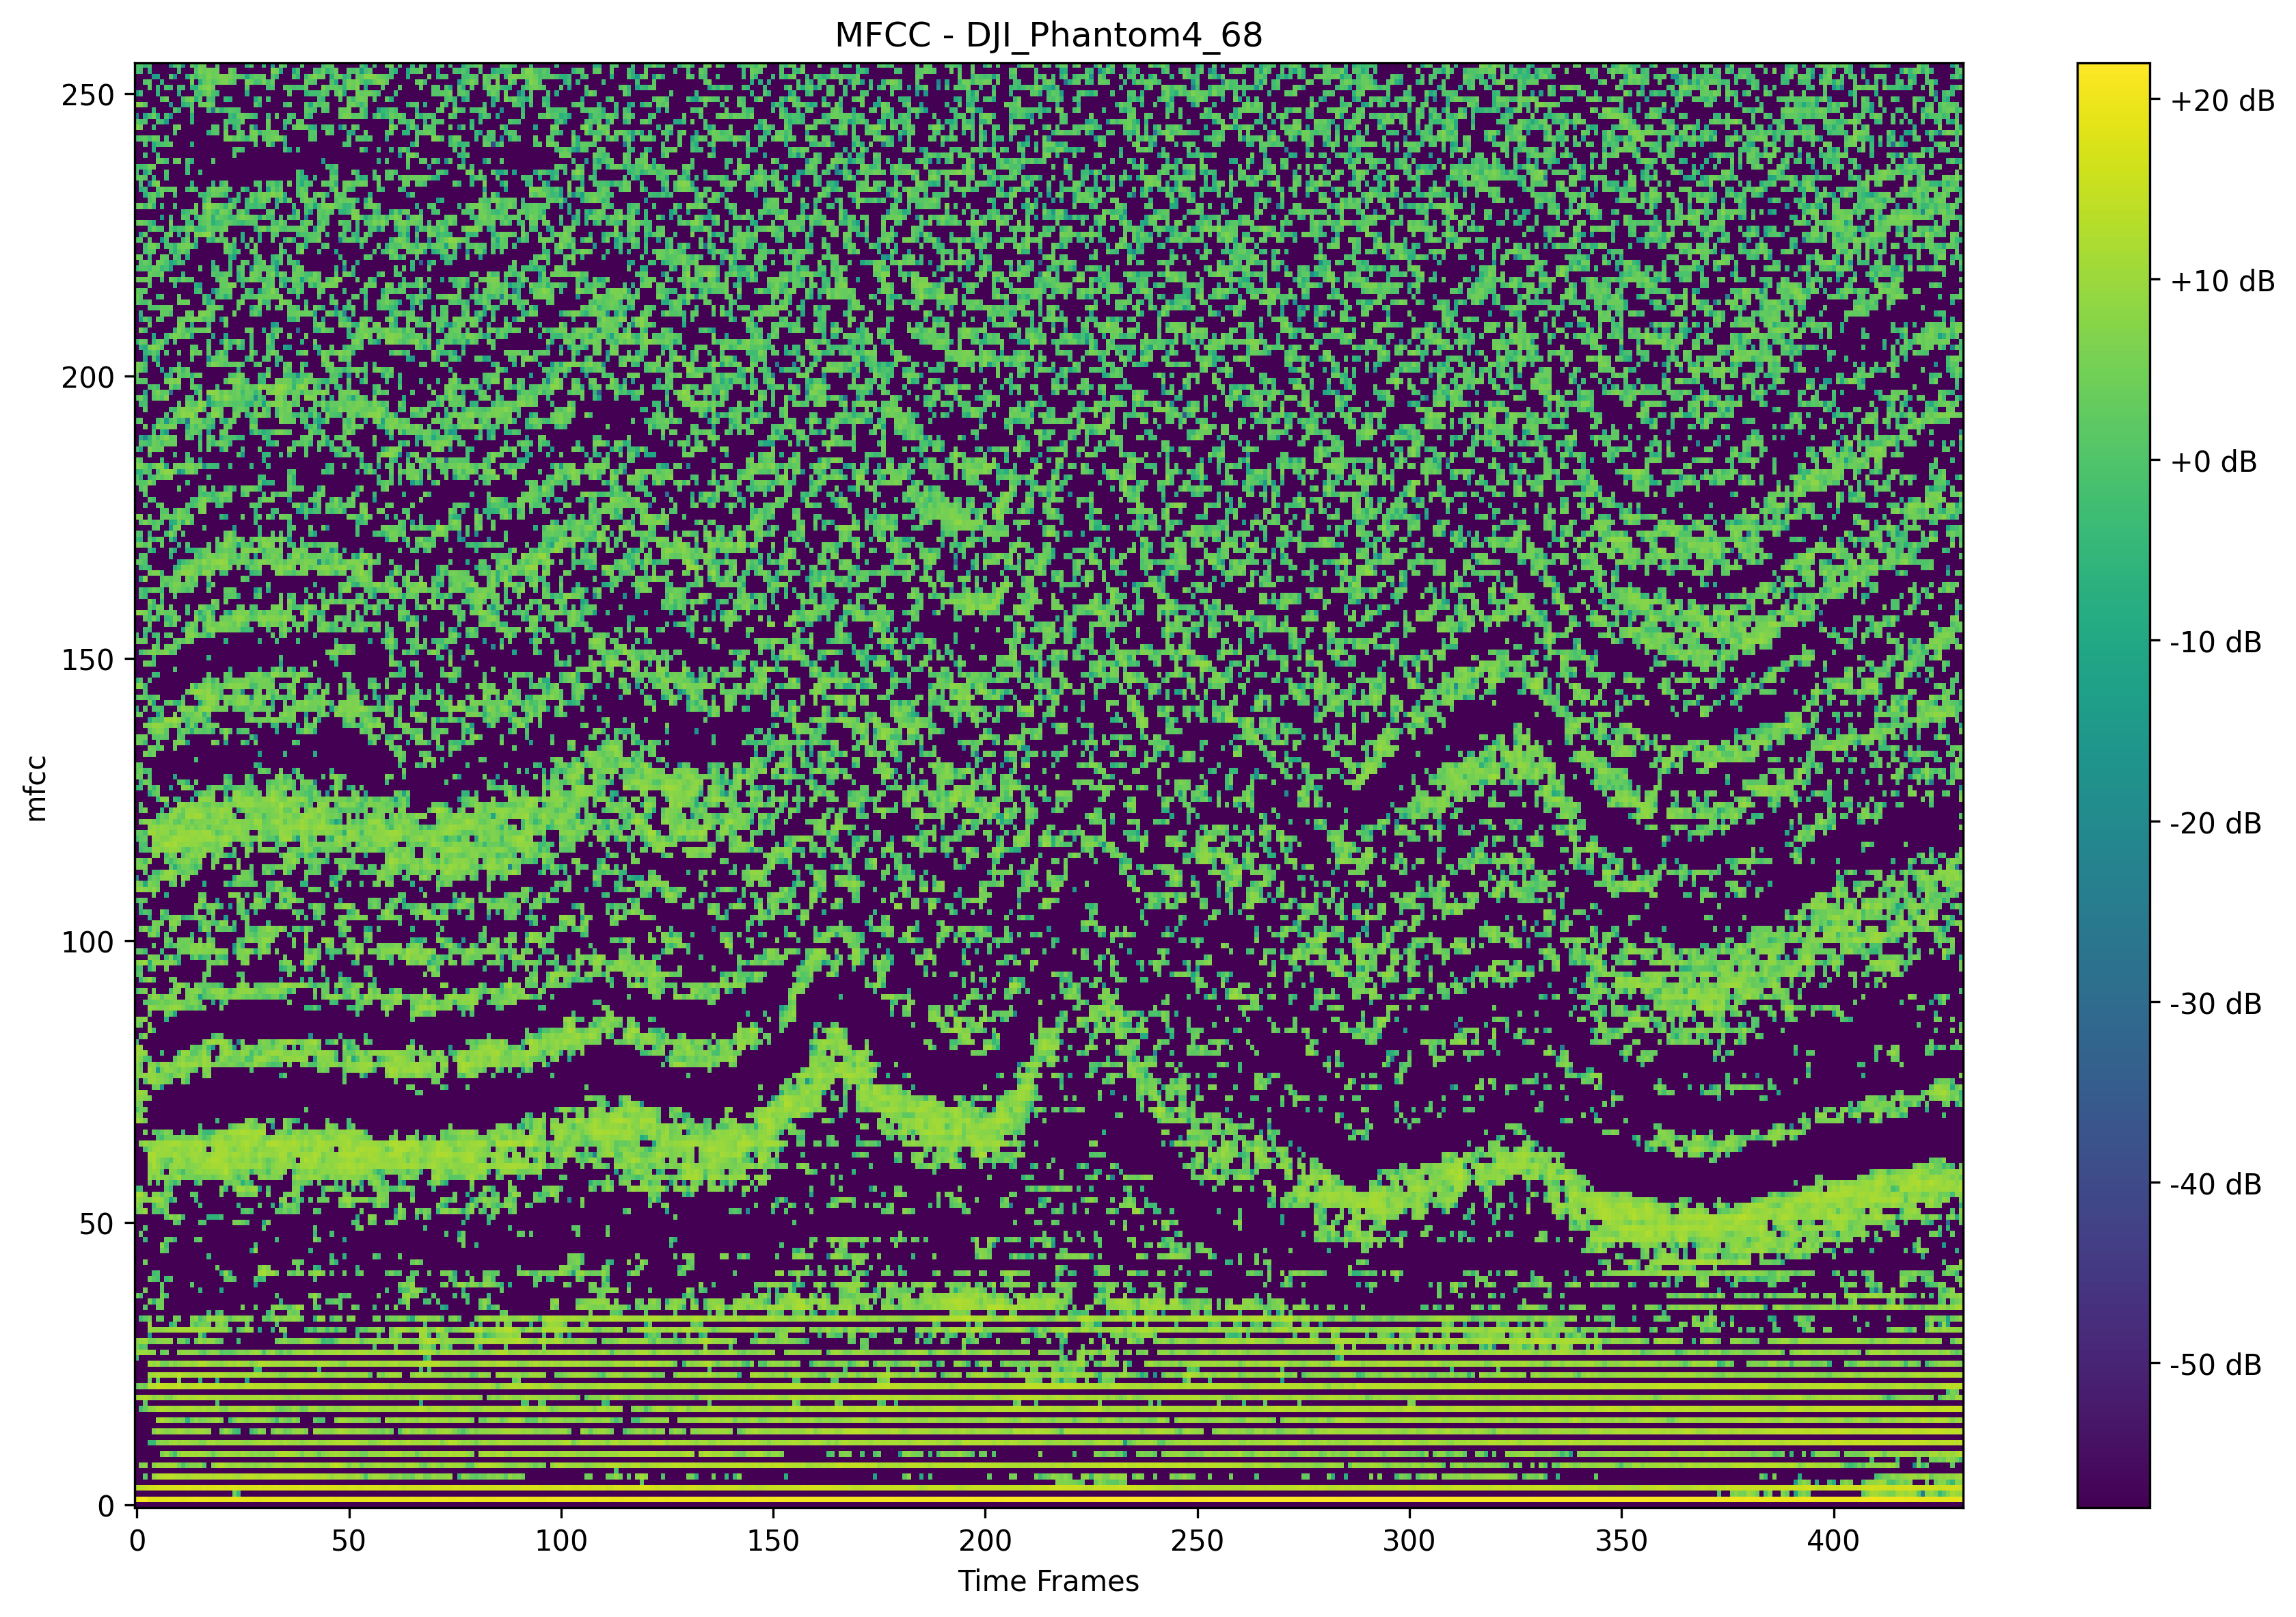 MFCC - DJI_Phantom4_68
250
200
150
100
50
0
mfcc
0 50 100 150 200 250 300 350 400
Time Frames
+20 dB
+10 dB
+0 dB
-10 dB
-20 dB
-30 dB
-40 dB
-50 dB